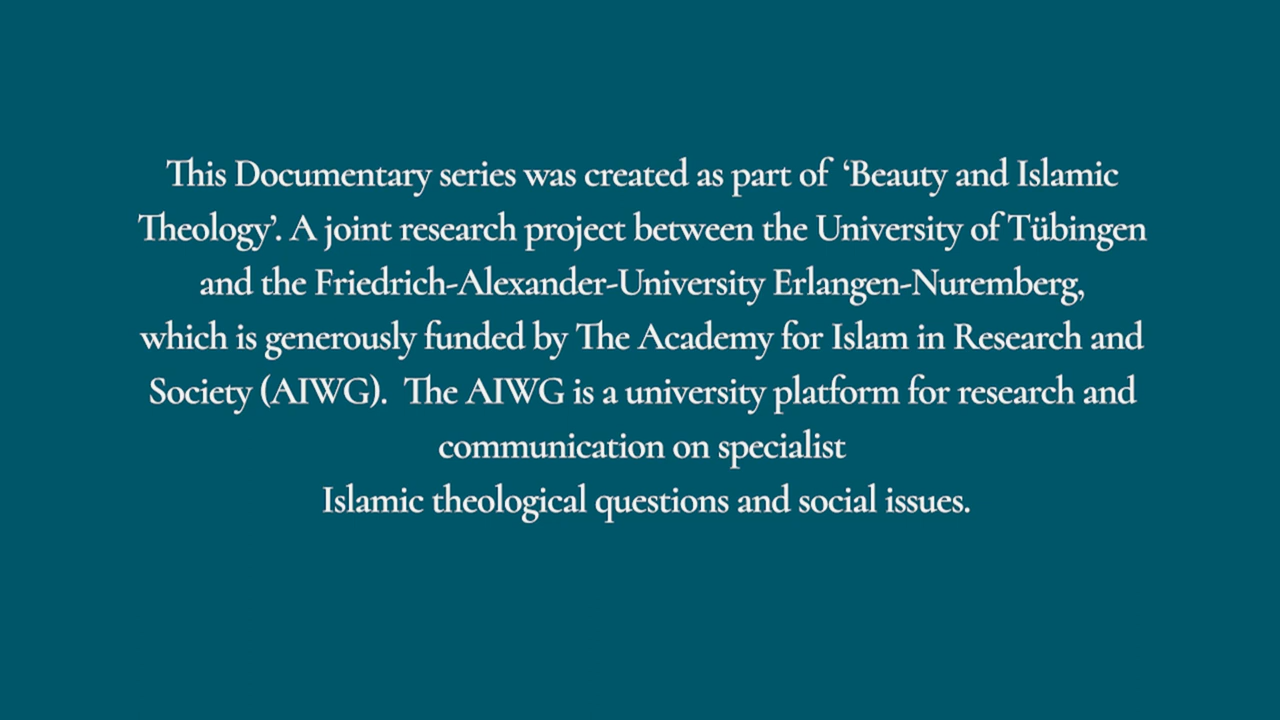 This Documentary series was created as part of ‘Beauty and Islamic
Theology’. A joint research project between the University of Tübingen
and the Friedrich-Alexander-University Erlangen-Nuremberg,
which is generously funded by The Academy for Islam in Research and
Society (AIWG).  The AIWG is a university platform for research and
communication on specialist
Islamic theological questions and social issues.